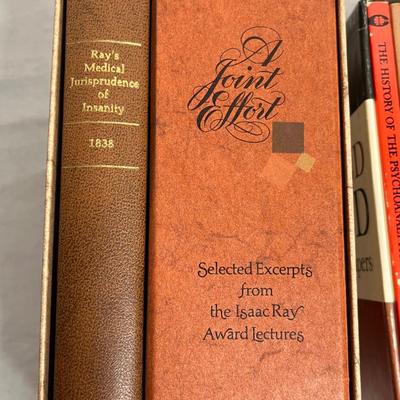 Ray's
Medical
Jurisprudence of
Insanity
1838
A
Joint
Effort
Selected Excerpts
from
the Isaac Ray
Award Lectures
THE HISTORY OF THE